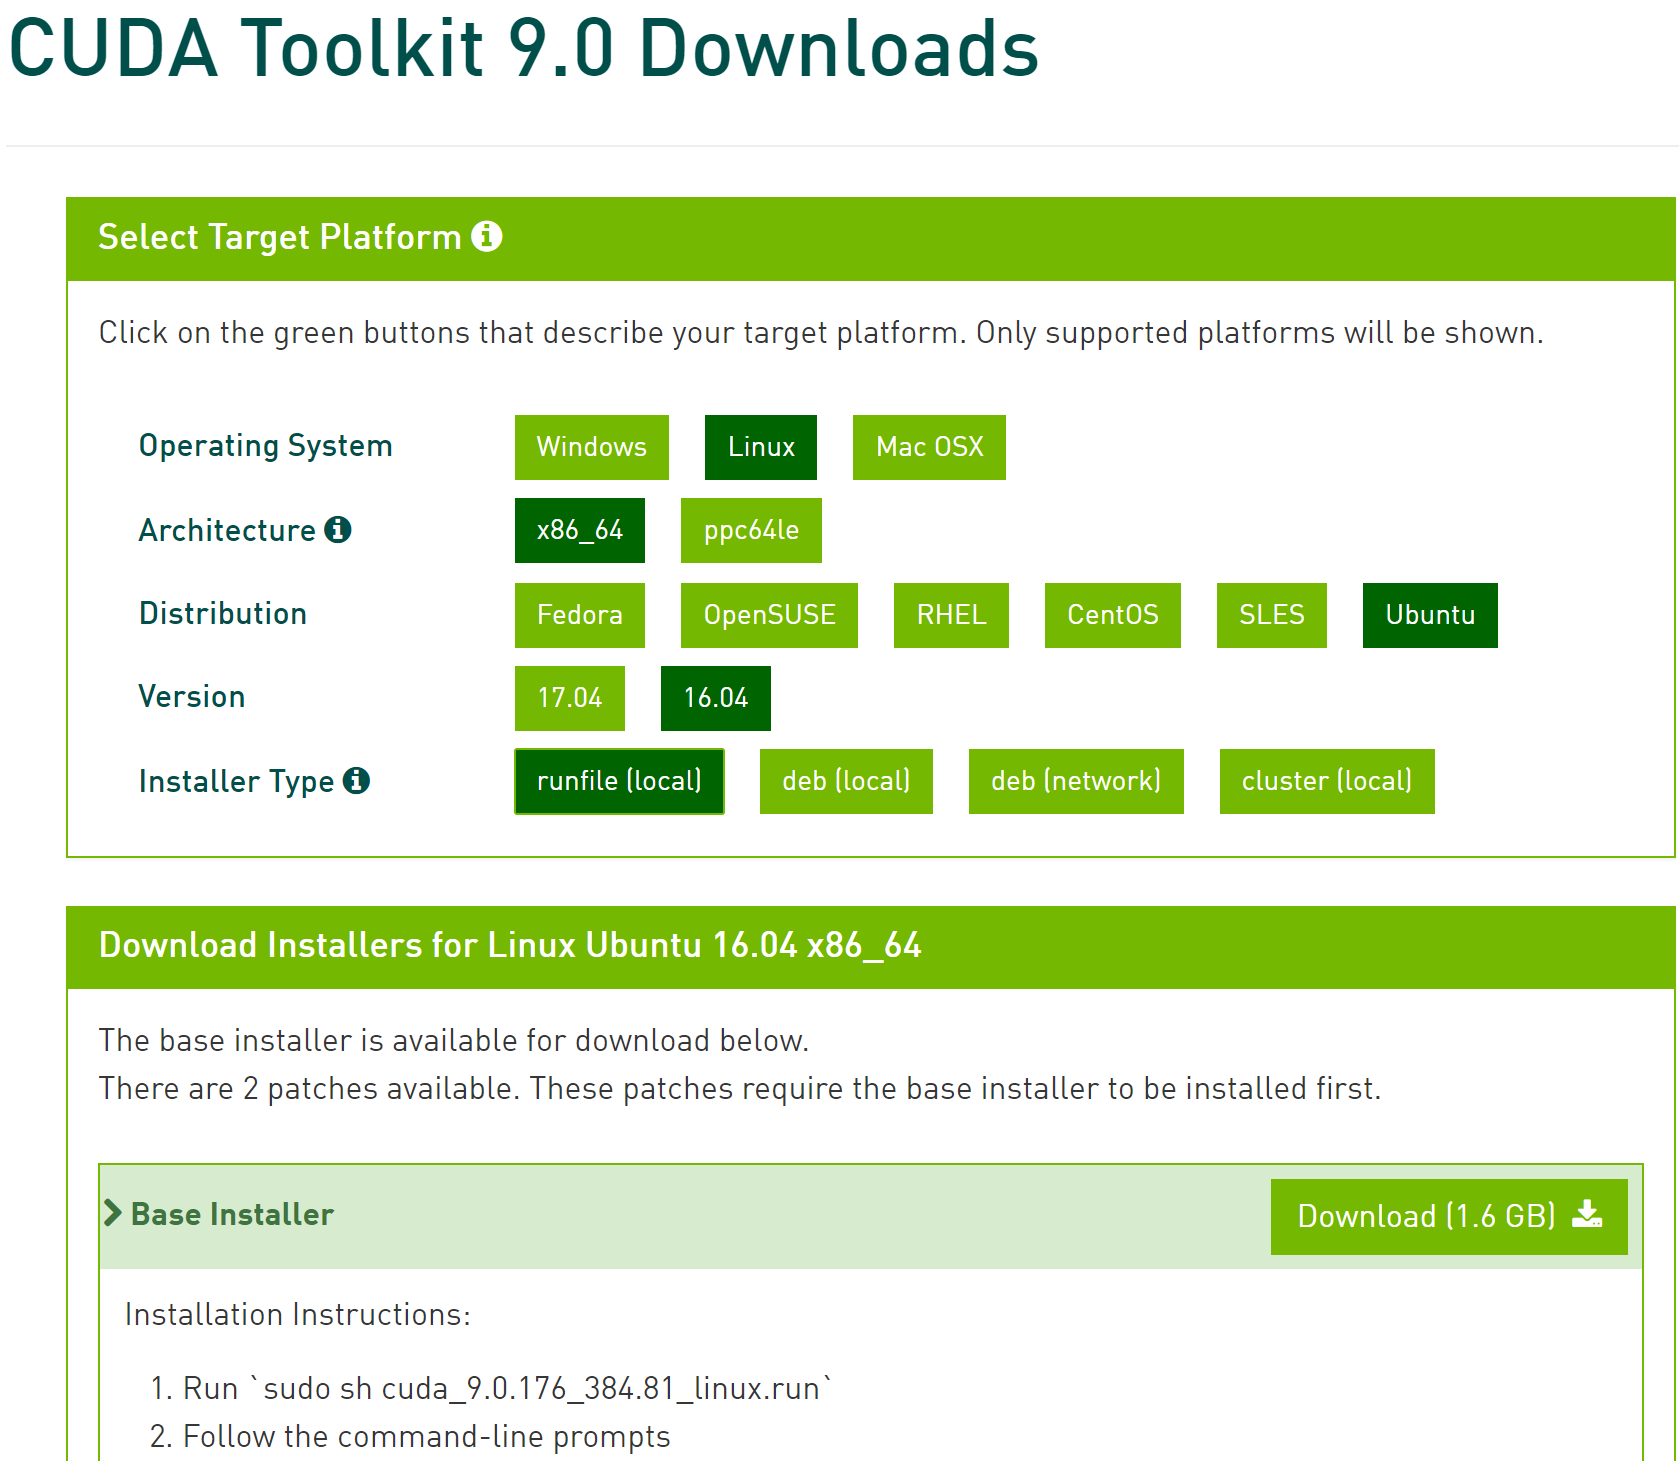 CUDA Toolkit 9.0 Downloads
Select Target Platform
Click on the green buttons that describe your target platform. Only supported platforms will be shown.
Operating System Windows Linux Mac OSX
Architecture x86_64 ppc64le
Distribution Fedora OpenSUSE RHEL CentOS SLES Ubuntu
Version 17.04 16.04
Installer Type runfile (local) deb (local) deb (network) cluster (local)
Download Installers for Linux Ubuntu 16.04 x86_64
The base installer is available for download below.
There are 2 patches available. These patches require the base installer to be installed first.
Base Installer Download (1.6 GB)
Installation Instructions:
1. Run `sudo sh cuda_9.0.176_384.81_linux.run`
2. Follow the command-line prompts